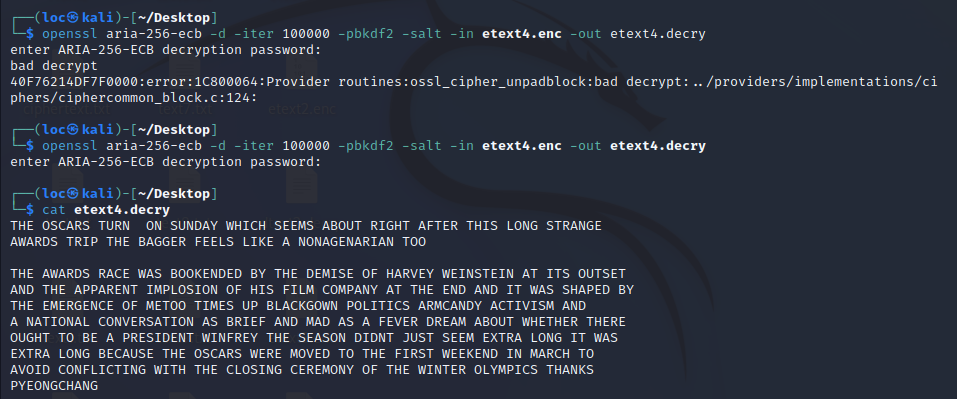 ┌──(loc㉿kali)-[~/Desktop]
└─$ openssl aria-256-ecb -d -iter 100000 -pbkdf2 -salt -in etext4.enc -out etext4.decry
enter ARIA-256-ECB decryption password:
bad decrypt
40F76214DF7F0000:error:1C800064:Provider routines:ossl_cipher_unpadblock:bad decrypt:../providers/implementations/ci
phers/ciphercommon_block.c:124:
┌──(loc㉿kali)-[~/Desktop]
└─$ openssl aria-256-ecb -d -iter 100000 -pbkdf2 -salt -in etext4.enc -out etext4.decry
enter ARIA-256-ECB decryption password:
┌──(loc㉿kali)-[~/Desktop]
└─$ cat etext4.decry
THE OSCARS TURN  ON SUNDAY WHICH SEEMS ABOUT RIGHT AFTER THIS LONG STRANGE
AWARDS TRIP THE BAGGER FEELS LIKE A NONAGENARIAN TOO
THE AWARDS RACE WAS BOOKENDED BY THE DEMISE OF HARVEY WEINSTEIN AT ITS OUTSET
AND THE APPARENT IMPLOSION OF HIS FILM COMPANY AT THE END AND IT WAS SHAPED BY
THE EMERGENCE OF METOO TIMES UP BLACKGOWN POLITICS ARMCANDY ACTIVISM AND
A NATIONAL CONVERSATION AS BRIEF AND MAD AS A FEVER DREAM ABOUT WHETHER THERE
OUGHT TO BE A PRESIDENT WINFREY THE SEASON DIDNT JUST SEEM EXTRA LONG IT WAS
EXTRA LONG BECAUSE THE OSCARS WERE MOVED TO THE FIRST WEEKEND IN MARCH TO
AVOID CONFLICTING WITH THE CLOSING CEREMONY OF THE WINTER OLYMPICS THANKS
PYEONGCHANG